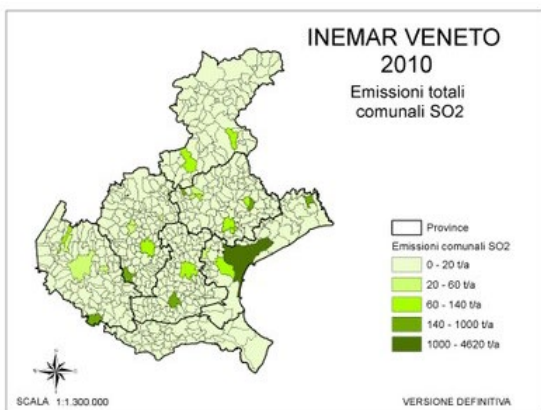 INEMAR VENETO
2010
Emissioni totali
comunali SO2
Province
Emissioni comunali SO2
0 - 20 t/a
20 - 60 t/a
60 - 140 t/a
140 - 1000 t/a
1000 - 4620 t/a
SCALA 1:1.300.000
VERSIONE DEFINITIVA